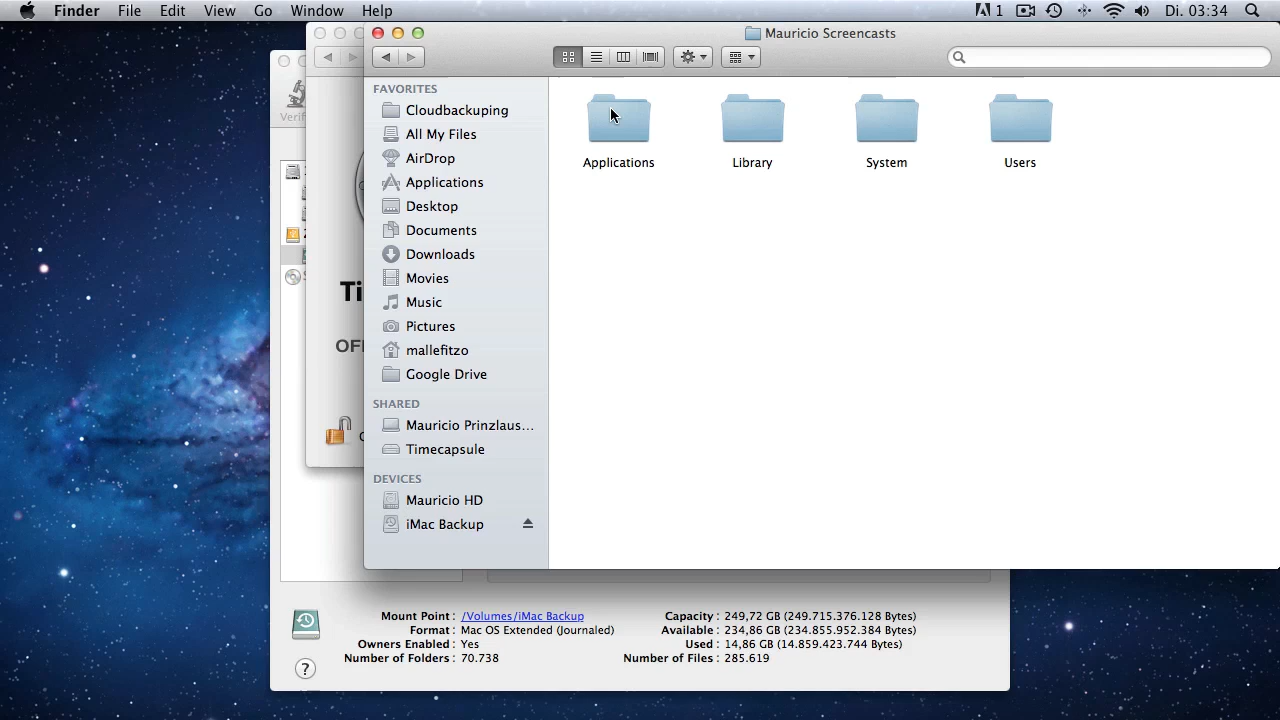 Finder File Edit View Go Window Help 1 Di. 03:34
Mauricio Screencasts
FAVORITES
Cloudbackuping
All My Files
AirDrop
Applications
Desktop
Documents
Downloads
Movies
Music
Pictures
mallefitzo
Google Drive
SHARED
Mauricio Prinzlaus...
Timecapsule
DEVICES
Mauricio HD
iMac Backup
Applications Library System Users
Verif
Ti
OF
Mount Point : /Volumes/iMac Backup
Format : Mac OS Extended (Journaled)
Owners Enabled : Yes
Number of Folders : 70.738
Capacity : 249,72 GB (249.715.376.128 Bytes)
Available : 234,86 GB (234.855.952.384 Bytes)
Used : 14,86 GB (14.859.423.744 Bytes)
Number of Files : 285.619
?